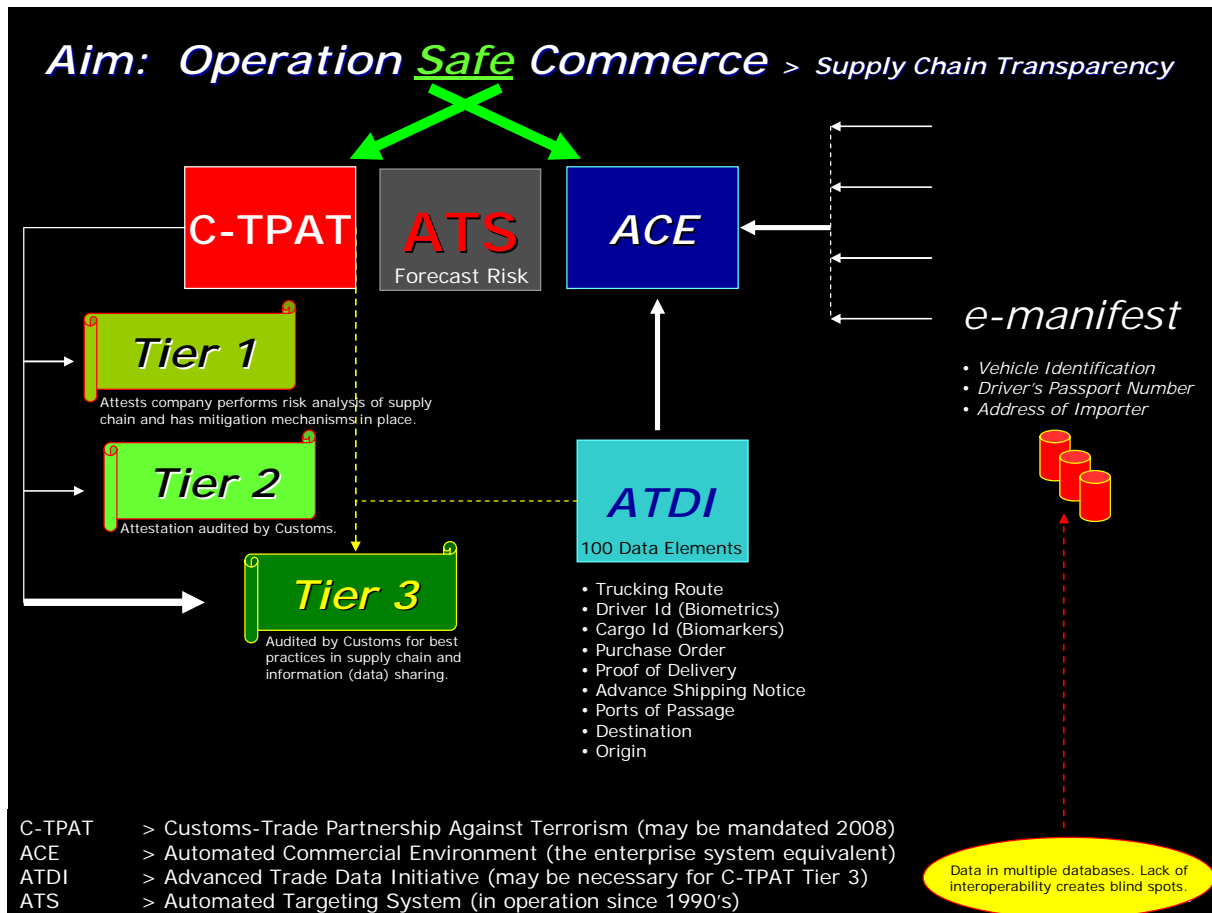 Aim: Operation Safe Commerce > Supply Chain Transparency
C-TPAT
ATS
Forecast Risk
ACE
Tier 1
Attests company performs risk analysis of supply
chain and has mitigation mechanisms in place.
Tier 2
Attestation audited by Customs.
Tier 3
Audited by Customs for best
practices in supply chain and
information (data) sharing.
ATDI
100 Data Elements
• Trucking Route
• Driver Id (Biometrics)
• Cargo Id (Biomarkers)
• Purchase Order
• Proof of Delivery
• Advance Shipping Notice
• Ports of Passage
• Destination
• Origin
e-manifest
• Vehicle Identification
• Driver's Passport Number
• Address of Importer
C-TPAT > Customs-Trade Partnership Against Terrorism (may be mandated 2008)
ACE > Automated Commercial Environment (the enterprise system equivalent)
ATDI > Advanced Trade Data Initiative (may be necessary for C-TPAT Tier 3)
ATS > Automated Targeting System (in operation since 1990's)
Data in multiple databases. Lack of
interoperability creates blind spots.